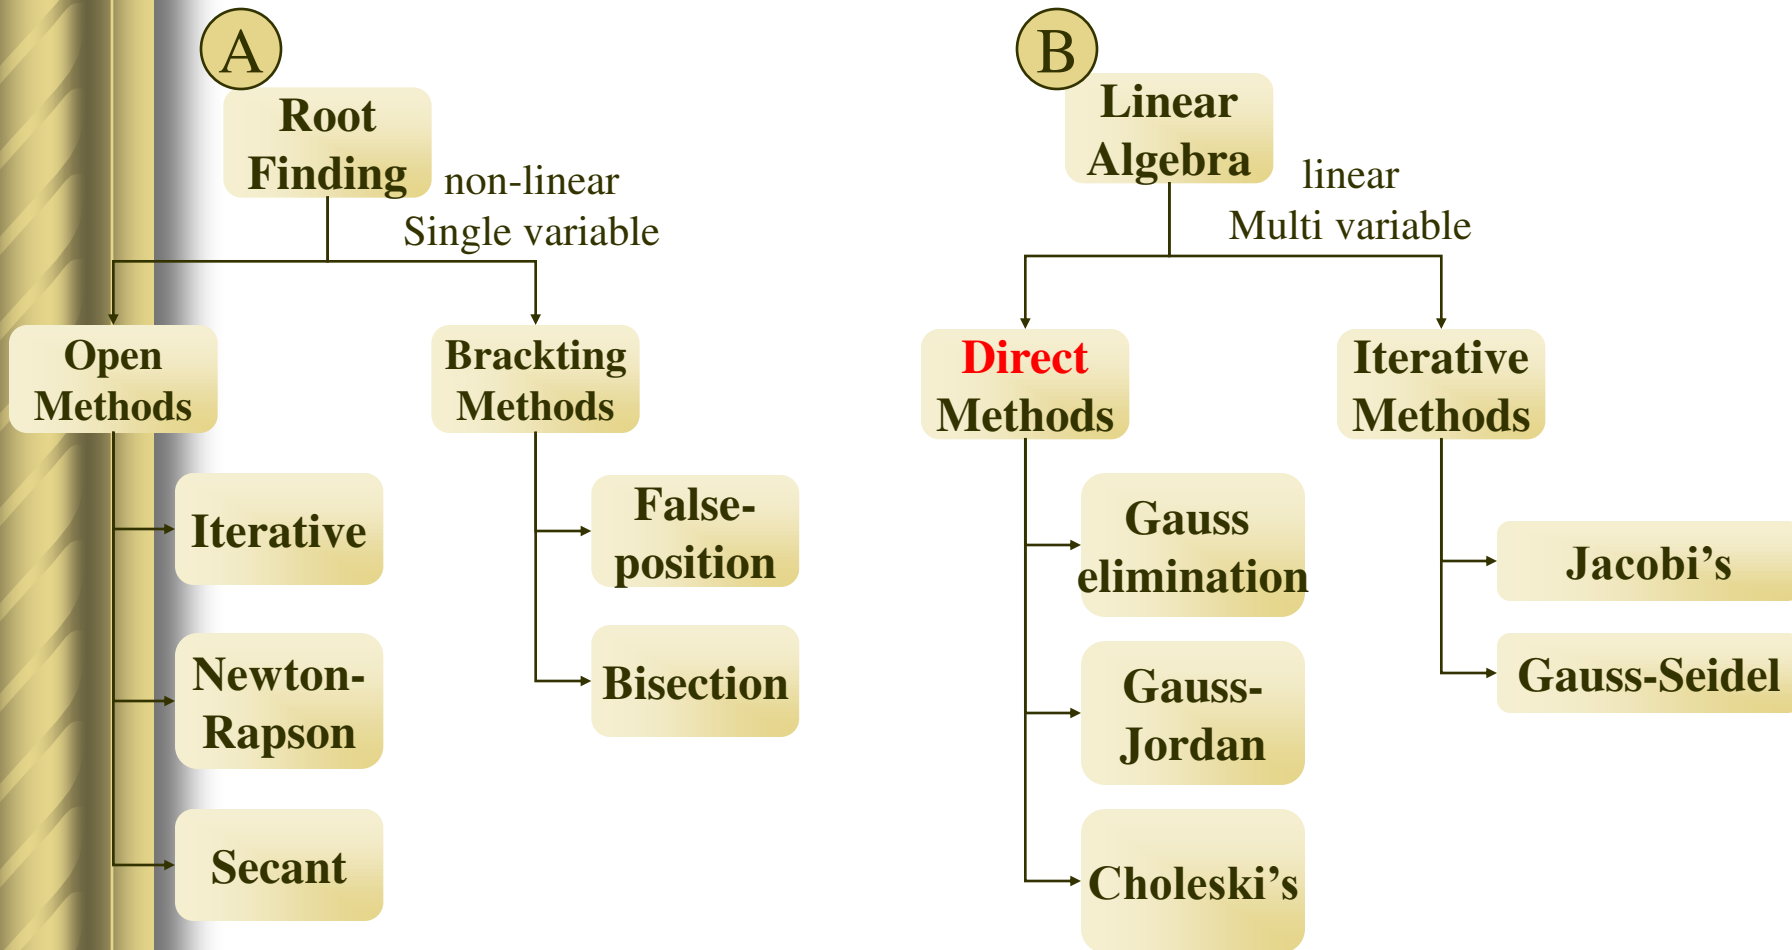 A
Root
Finding
non-linear
Single variable
Open
Methods
Brackting
Methods
Iterative
Newton-
Rapson
Secant
False-
position
Bisection
B
Linear
Algebra
linear
Multi variable
Direct
Methods
Iterative
Methods
Gauss
elimination
Gauss-
Jordan
Choleski’s
Jacobi’s
Gauss-Seidel